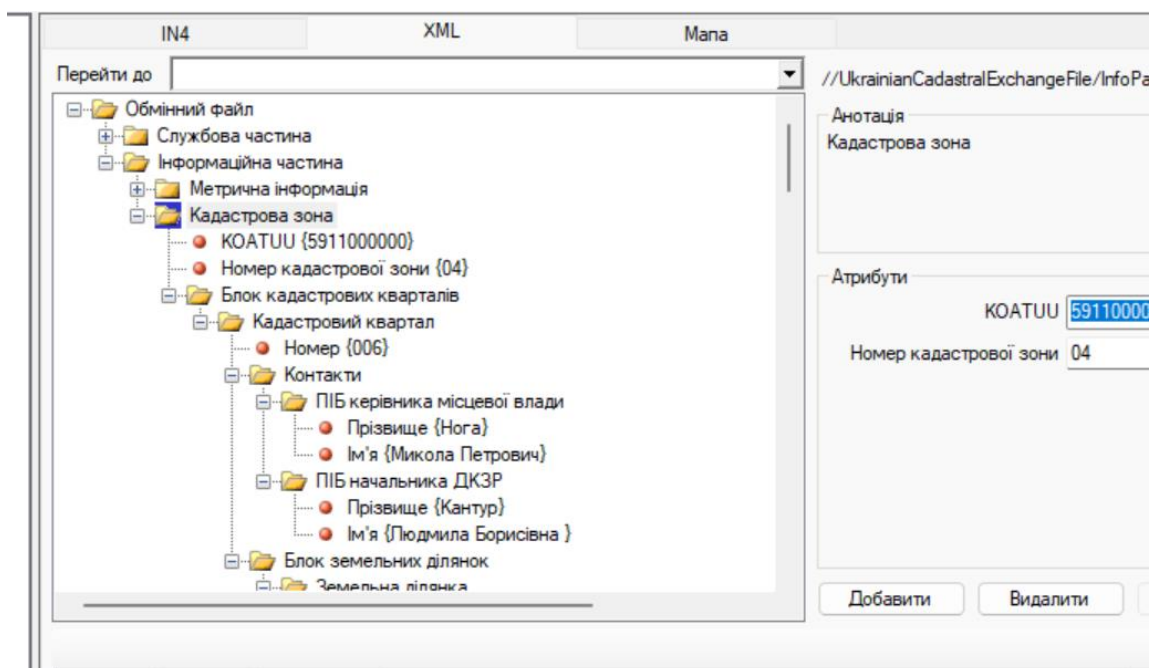 IN4
XML
Мапа
Перейти до
Обмінний файл
Службова частина
Інформаційна частина
Метрична інформація
Кадастрова зона
KOATUU {5911000000}
Номер кадастрової зони {04}
Блок кадастрових кварталів
Кадастровий квартал
Номер {006}
Контакти
ПІБ керівника місцевої влади
Прізвище {Нога}
Ім'я {Микола Петрович}
ПІБ начальника ДКЗР
Прізвище {Кантур}
Ім'я {Людмила Борисівна }
Блок земельних ділянок
Земельна ділянка
//UkrainianCadastralExchangeFile/InfoPa
Анотація
Кадастрова зона
Атрибути
KOATUU 59110000
Номер кадастрової зони 04
Добавити
Видалити